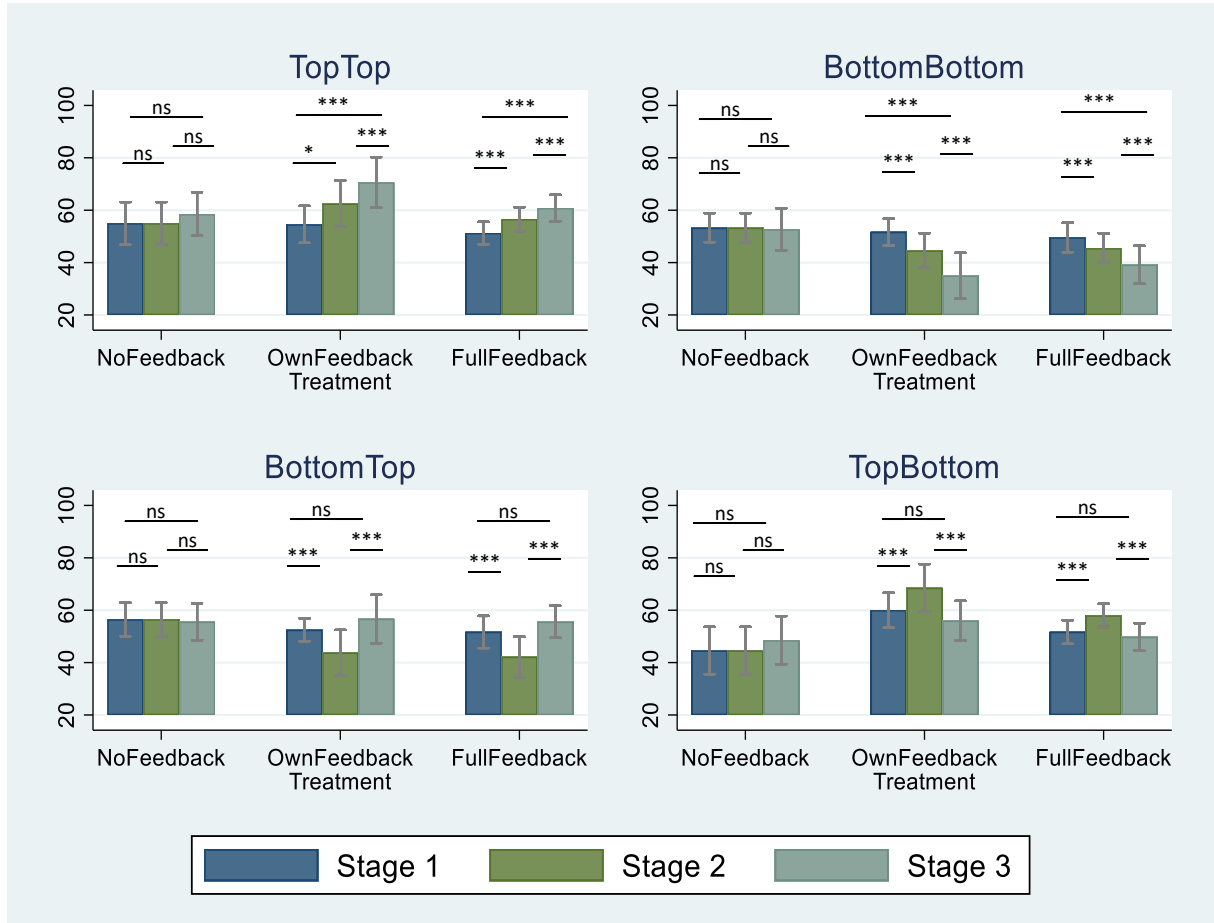 TopTop
100
80
60
40
20
ns
ns
ns
***
*
***
***
***
***
NoFeedback
OwnFeedback
FullFeedback
Treatment
BottomBottom
100
80
60
40
20
ns
ns
ns
***
***
***
***
***
***
NoFeedback
OwnFeedback
FullFeedback
Treatment
BottomTop
100
80
60
40
20
ns
ns
ns
ns
***
***
ns
***
***
NoFeedback
OwnFeedback
FullFeedback
Treatment
TopBottom
100
80
60
40
20
ns
ns
ns
ns
***
***
ns
***
***
NoFeedback
OwnFeedback
FullFeedback
Treatment
Stage 1
Stage 2
Stage 3